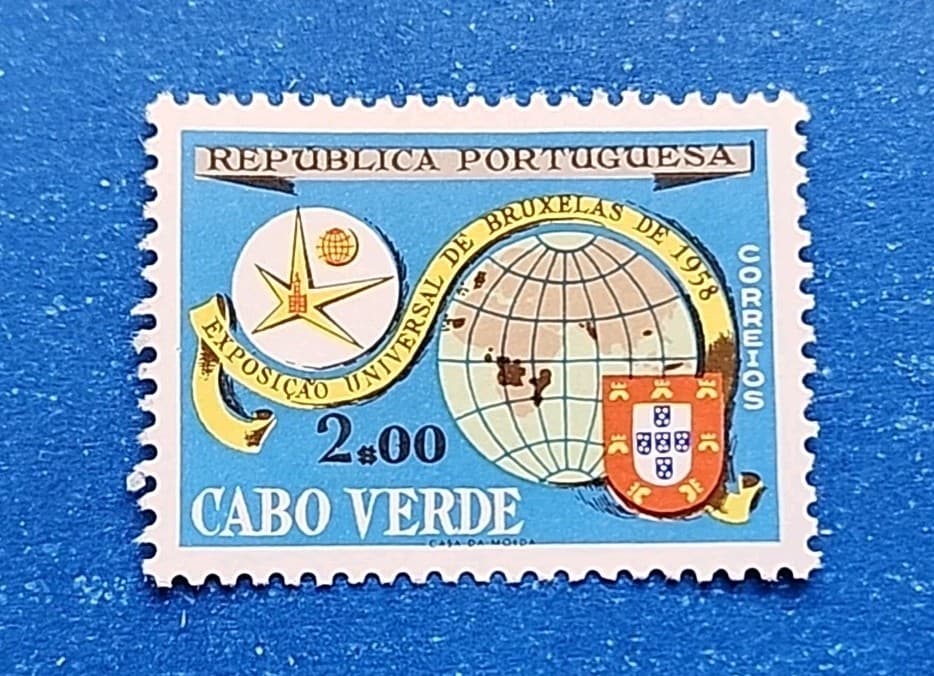 REPÚBLICA PORTUGUESA
EXPOSIÇÃO UNIVERSAL DE BRUXELAS DE 1958
CORREIOS
2$00
CABO VERDE
CASA DA MOEDA